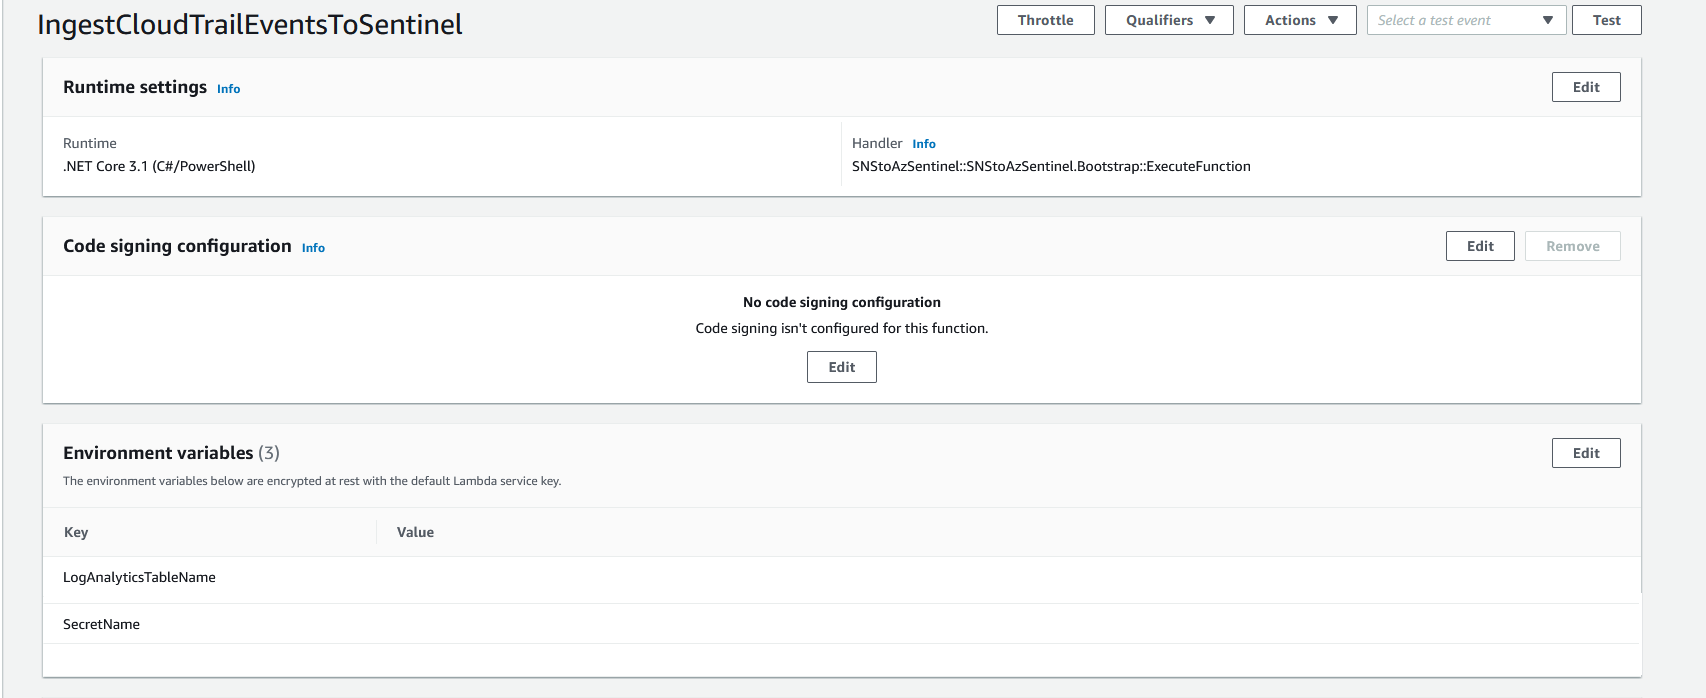 IngestCloudTrailEventsToSentinel
Throttle
Qualifiers
Actions
Select a test event
Test
Runtime settings Info
Edit
Runtime
.NET Core 3.1 (C#/PowerShell)
Handler Info
SNStoAzSentinel::SNStoAzSentinel.Bootstrap::ExecuteFunction
Code signing configuration Info
Edit
Remove
No code signing configuration
Code signing isn't configured for this function.
Edit
Environment variables (3)
Edit
The environment variables below are encrypted at rest with the default Lambda service key.
Key
Value
LogAnalyticsTableName
SecretName